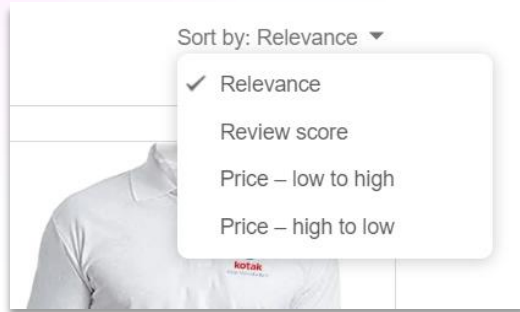 Sort by: Relevance
Relevance
Review score
Price – low to high
Price – high to low
kotak